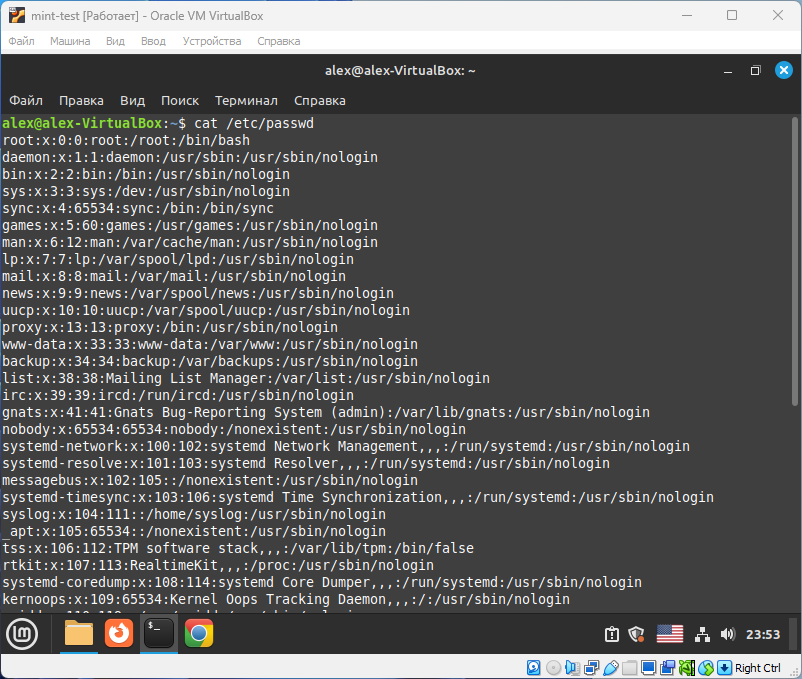 mint-test [Работает] - Oracle VM VirtualBox
Файл Машина Вид Ввод Устройства Справка
alex@alex-VirtualBox: ~
Файл Правка Вид Поиск Терминал Справка
alex@alex-VirtualBox:~$ cat /etc/passwd
root:x:0:0:root:/root:/bin/bash
daemon:x:1:1:daemon:/usr/sbin:/usr/sbin/nologin
bin:x:2:2:bin:/bin:/usr/sbin/nologin
sys:x:3:3:sys:/dev:/usr/sbin/nologin
sync:x:4:65534:sync:/bin:/bin/sync
games:x:5:60:games:/usr/games:/usr/sbin/nologin
man:x:6:12:man:/var/cache/man:/usr/sbin/nologin
lp:x:7:7:lp:/var/spool/lpd:/usr/sbin/nologin
mail:x:8:8:mail:/var/mail:/usr/sbin/nologin
news:x:9:9:news:/var/spool/news:/usr/sbin/nologin
uucp:x:10:10:uucp:/var/spool/uucp:/usr/sbin/nologin
proxy:x:13:13:proxy:/bin:/usr/sbin/nologin
www-data:x:33:33:www-data:/var/www:/usr/sbin/nologin
backup:x:34:34:backup:/var/backups:/usr/sbin/nologin
list:x:38:38:Mailing List Manager:/var/list:/usr/sbin/nologin
irc:x:39:39:ircd:/run/ircd:/usr/sbin/nologin
gnats:x:41:41:Gnats Bug-Reporting System (admin):/var/lib/gnats:/usr/sbin/nologin
nobody:x:65534:65534:nobody:/nonexistent:/usr/sbin/nologin
systemd-network:x:100:102:systemd Network Management,,,:/run/systemd:/usr/sbin/nologin
systemd-resolve:x:101:103:systemd Resolver,,,:/run/systemd:/usr/sbin/nologin
messagebus:x:102:105::/nonexistent:/usr/sbin/nologin
systemd-timesync:x:103:106:systemd Time Synchronization,,,:/run/systemd:/usr/sbin/nologin
syslog:x:104:111::/home/syslog:/usr/sbin/nologin
_apt:x:105:65534::/nonexistent:/usr/sbin/nologin
tss:x:106:112:TPM software stack,,,:/var/lib/tpm:/bin/false
rtkit:x:107:113:RealtimeKit,,,:/proc:/usr/sbin/nologin
systemd-coredump:x:108:114:systemd Core Dumper,,,:/run/systemd:/usr/sbin/nologin
kernoops:x:109:65534:Kernel Oops Tracking Daemon,,,:/:/usr/sbin/nologin
23:53
Right Ctrl